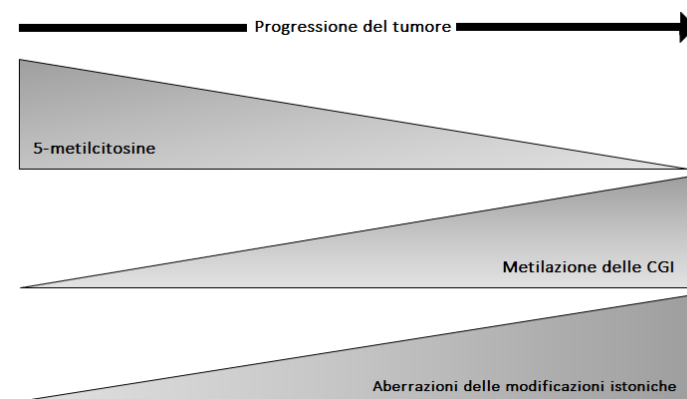 Progressione del tumore
5-metilcitosine
Metilazione delle CGI
Aberrazioni delle modificazioni istoniche